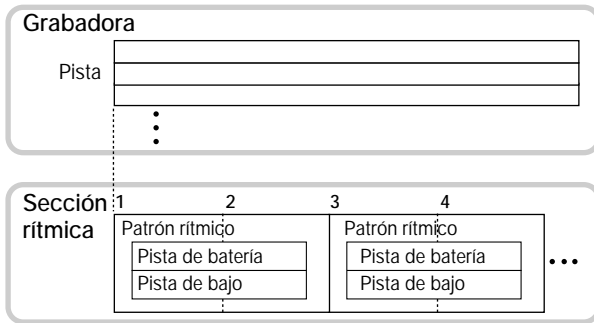 Grabadora
Pista
Sección
rítmica
1 2 3 4
Patrón rítmico Patrón rítmico
Pista de batería Pista de batería
Pista de bajo Pista de bajo